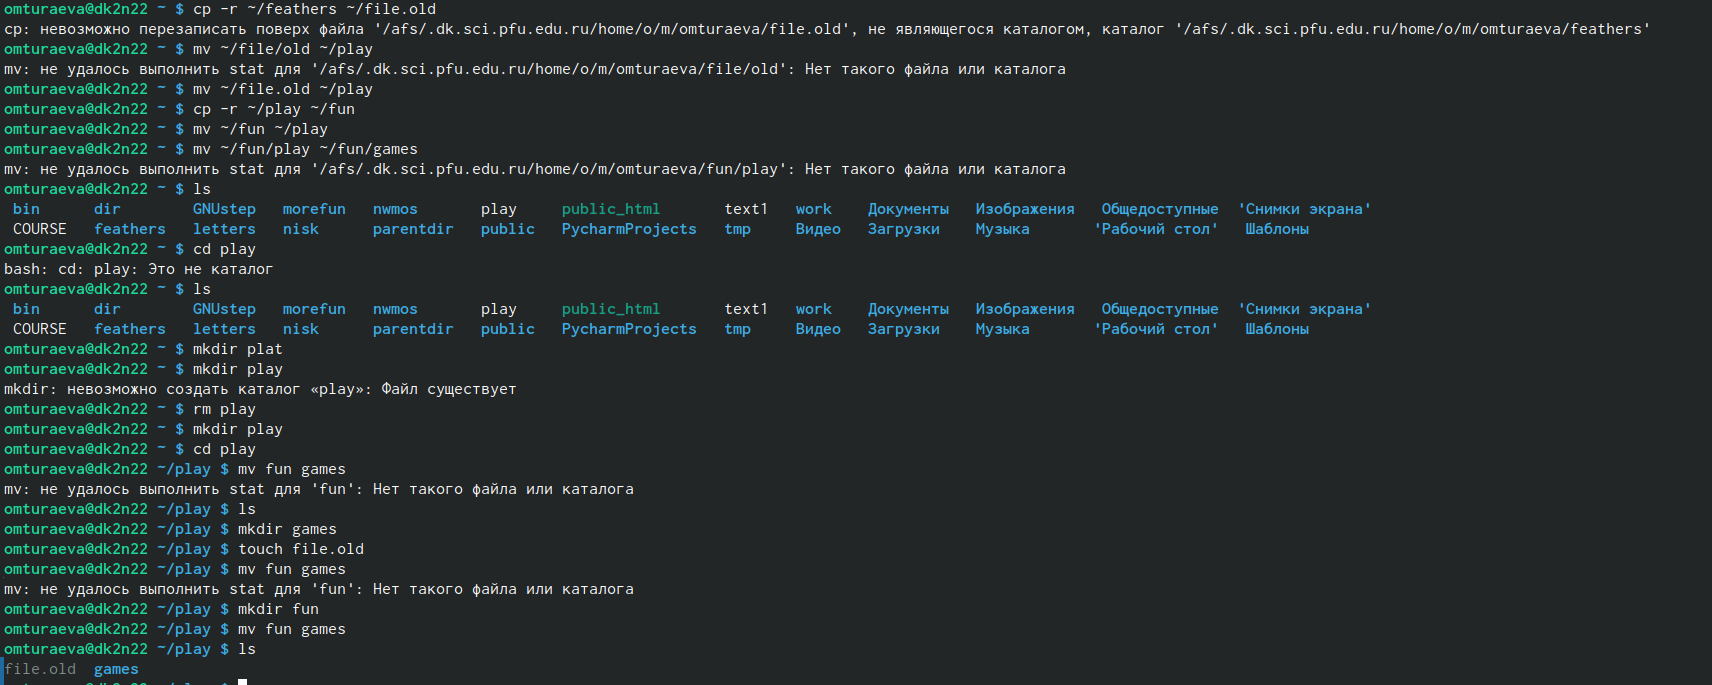 omturaeva@dk2n22 ~ $ cp -r ~/feathers ~/file.old
cp: невозможно перезаписать поверх файла '/afs/.dk.sci.pfu.edu.ru/home/o/m/omturaeva/file.old', не являющегося каталогом, каталог '/afs/.dk.sci.pfu.edu.ru/home/o/m/omturaeva/feathers'
omturaeva@dk2n22 ~ $ mv ~/file/old ~/play
mv: не удалось выполнить stat для '/afs/.dk.sci.pfu.edu.ru/home/o/m/omturaeva/file/old': Нет такого файла или каталога
omturaeva@dk2n22 ~ $ mv ~/file.old ~/play
omturaeva@dk2n22 ~ $ cp -r ~/play ~/fun
omturaeva@dk2n22 ~ $ mv ~/fun ~/play
omturaeva@dk2n22 ~ $ mv ~/fun/play ~/fun/games
mv: не удалось выполнить stat для '/afs/.dk.sci.pfu.edu.ru/home/o/m/omturaeva/fun/play': Нет такого файла или каталога
omturaeva@dk2n22 ~ $ ls
bin dir GNUstep morefun nwmos play public_html text1 work Документы Изображения Общедоступные 'Снимки экрана'
COURSE feathers letters nisk parentdir public PycharmProjects tmp Видео Загрузки Музыка 'Рабочий стол' Шаблоны
omturaeva@dk2n22 ~ $ cd play
bash: cd: play: Это не каталог
omturaeva@dk2n22 ~ $ ls
bin dir GNUstep morefun nwmos play public_html text1 work Документы Изображения Общедоступные 'Снимки экрана'
COURSE feathers letters nisk parentdir public PycharmProjects tmp Видео Загрузки Музыка 'Рабочий стол' Шаблоны
omturaeva@dk2n22 ~ $ mkdir plat
omturaeva@dk2n22 ~ $ mkdir play
mkdir: невозможно создать каталог «play»: Файл существует
omturaeva@dk2n22 ~ $ rm play
omturaeva@dk2n22 ~ $ mkdir play
omturaeva@dk2n22 ~ $ cd play
omturaeva@dk2n22 ~/play $ mv fun games
mv: не удалось выполнить stat для 'fun': Нет такого файла или каталога
omturaeva@dk2n22 ~/play $ ls
omturaeva@dk2n22 ~/play $ mkdir games
omturaeva@dk2n22 ~/play $ touch file.old
omturaeva@dk2n22 ~/play $ mv fun games
mv: не удалось выполнить stat для 'fun': Нет такого файла или каталога
omturaeva@dk2n22 ~/play $ mkdir fun
omturaeva@dk2n22 ~/play $ mv fun games
omturaeva@dk2n22 ~/play $ ls
file.old games